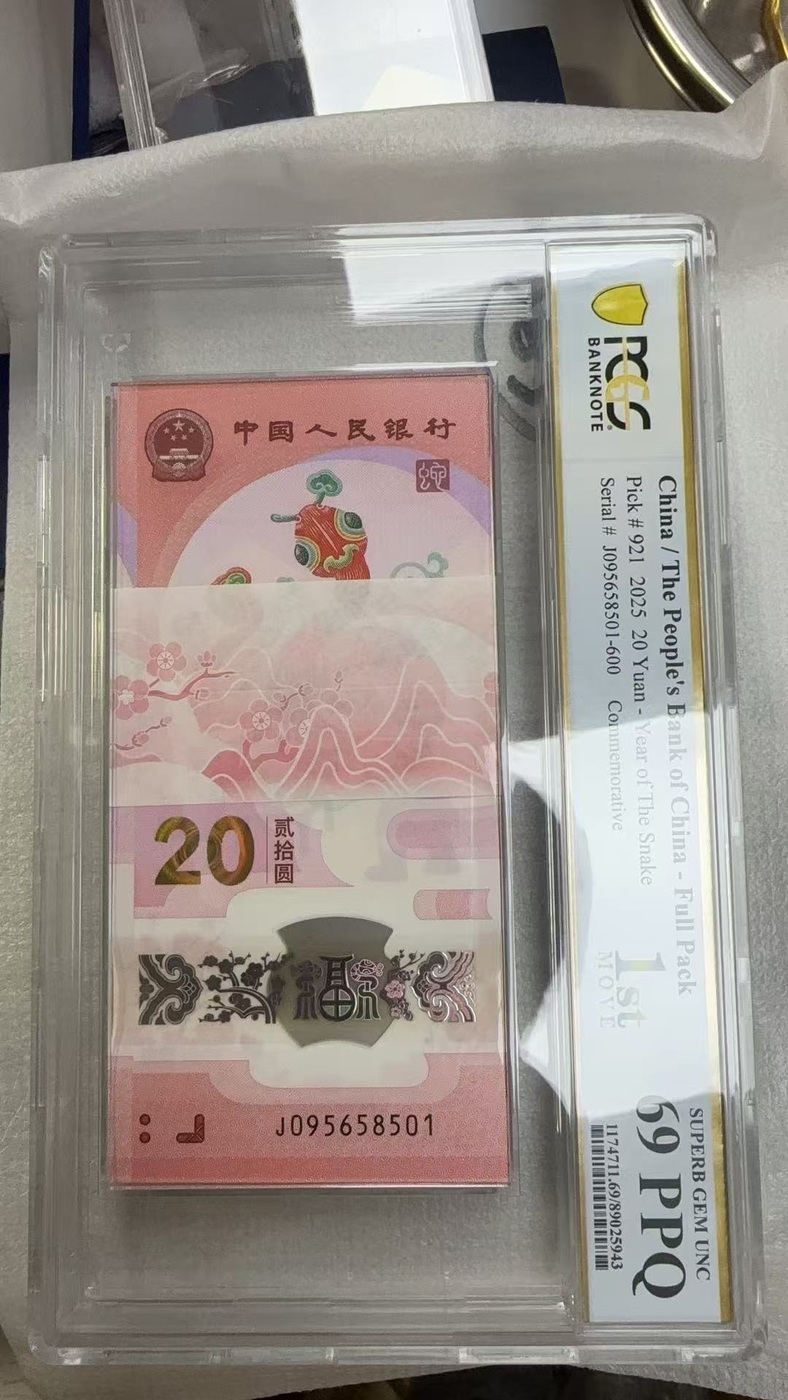 中国人民银行
蛇
20
贰拾圆
福
J095658501
PCGS
BANKNOTE
China / The People's Bank of China - Full Pack
Pick # 921 2025 20 Yuan - Year of The Snake
Serial # J095658501-600 Commemorative
1st
MOVE
SUPERB GEM UNC
69 PPQ
1174711.69/89025943